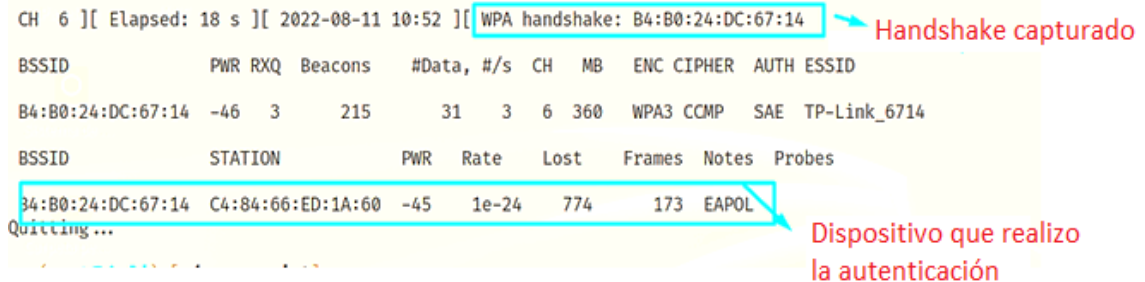 CH 6 ][ Elapsed: 18 s ][ 2022-08-11 10:52 ][ WPA handshake: B4:B0:24:DC:67:14
Handshake capturado
BSSID PWR RXQ Beacons #Data, #/s CH MB ENC CIPHER AUTH ESSID
B4:B0:24:DC:67:14 -46 3 215 31 3 6 360 WPA3 CCMP SAE TP-Link_6714
BSSID STATION PWR Rate Lost Frames Notes Probes
B4:B0:24:DC:67:14 C4:84:66:ED:1A:60 -45 1e-24 774 173 EAPOL
Quitting...
Dispositivo que realizo
la autenticación